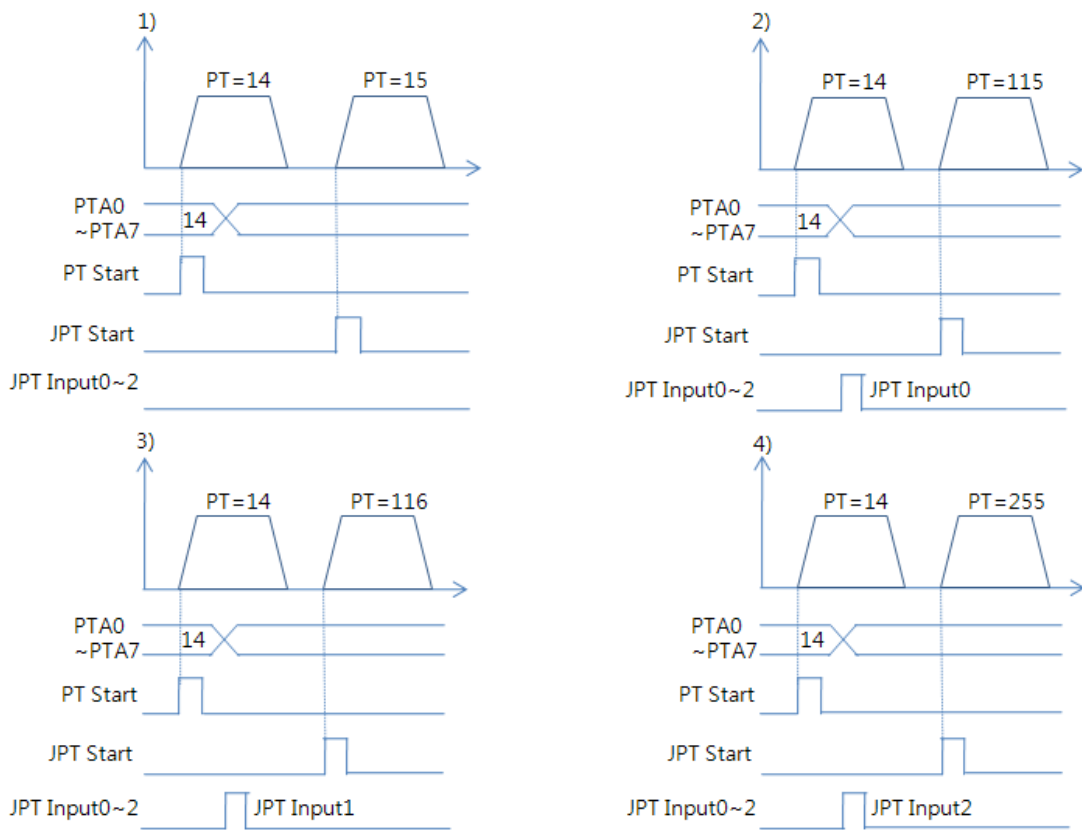 1)
PT=14 PT=15
PTA0
~PTA7 14
PT Start
JPT Start
JPT Input0~2
2)
PT=14 PT=115
PTA0
~PTA7 14
PT Start
JPT Start
JPT Input0~2 JPT Input0
3)
PT=14 PT=116
PTA0
~PTA7 14
PT Start
JPT Start
JPT Input0~2 JPT Input1
4)
PT=14 PT=255
PTA0
~PTA7 14
PT Start
JPT Start
JPT Input0~2 JPT Input2